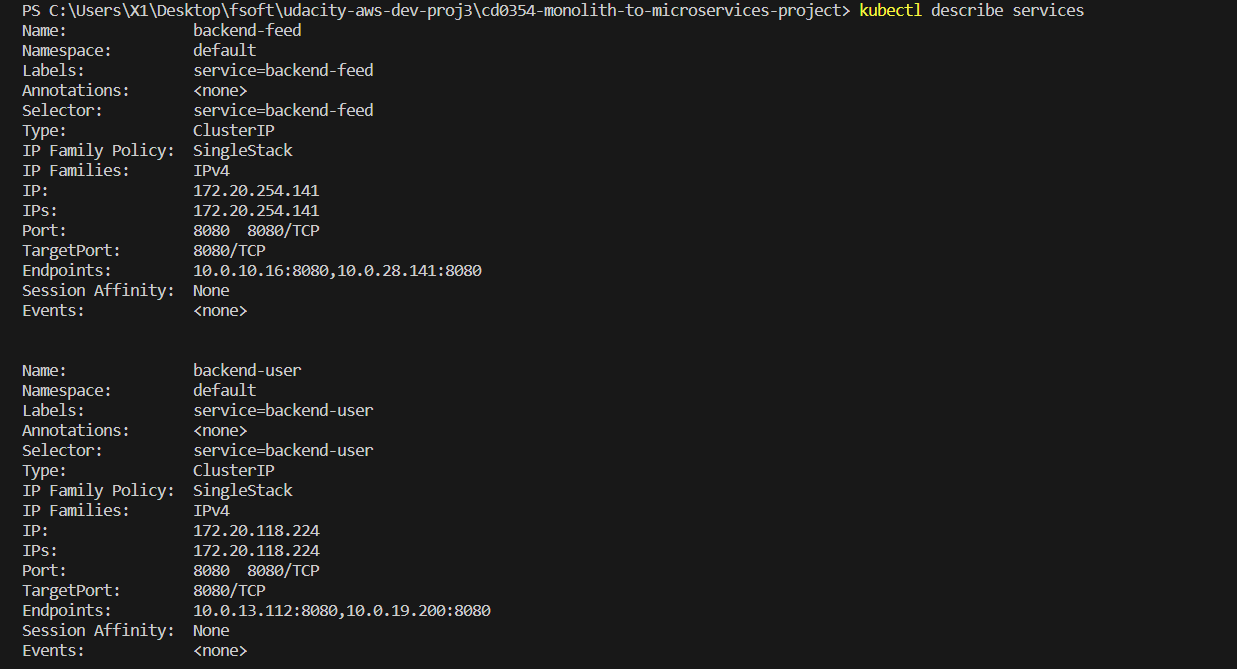 PS C:\Users\X1\Desktop\fsoft\udacity-aws-dev-proj3\cd0354-monolith-to-microservices-project> kubectl describe services
Name:              backend-feed
Namespace:         default
Labels:            service=backend-feed
Annotations:       <none>
Selector:          service=backend-feed
Type:              ClusterIP
IP Family Policy:  SingleStack
IP Families:       IPv4
IP:                172.20.254.141
IPs:               172.20.254.141
Port:              8080  8080/TCP
TargetPort:        8080/TCP
Endpoints:         10.0.10.16:8080,10.0.28.141:8080
Session Affinity:  None
Events:            <none>
Name:              backend-user
Namespace:         default
Labels:            service=backend-user
Annotations:       <none>
Selector:          service=backend-user
Type:              ClusterIP
IP Family Policy:  SingleStack
IP Families:       IPv4
IP:                172.20.118.224
IPs:               172.20.118.224
Port:              8080  8080/TCP
TargetPort:        8080/TCP
Endpoints:         10.0.13.112:8080,10.0.19.200:8080
Session Affinity:  None
Events:            <none>